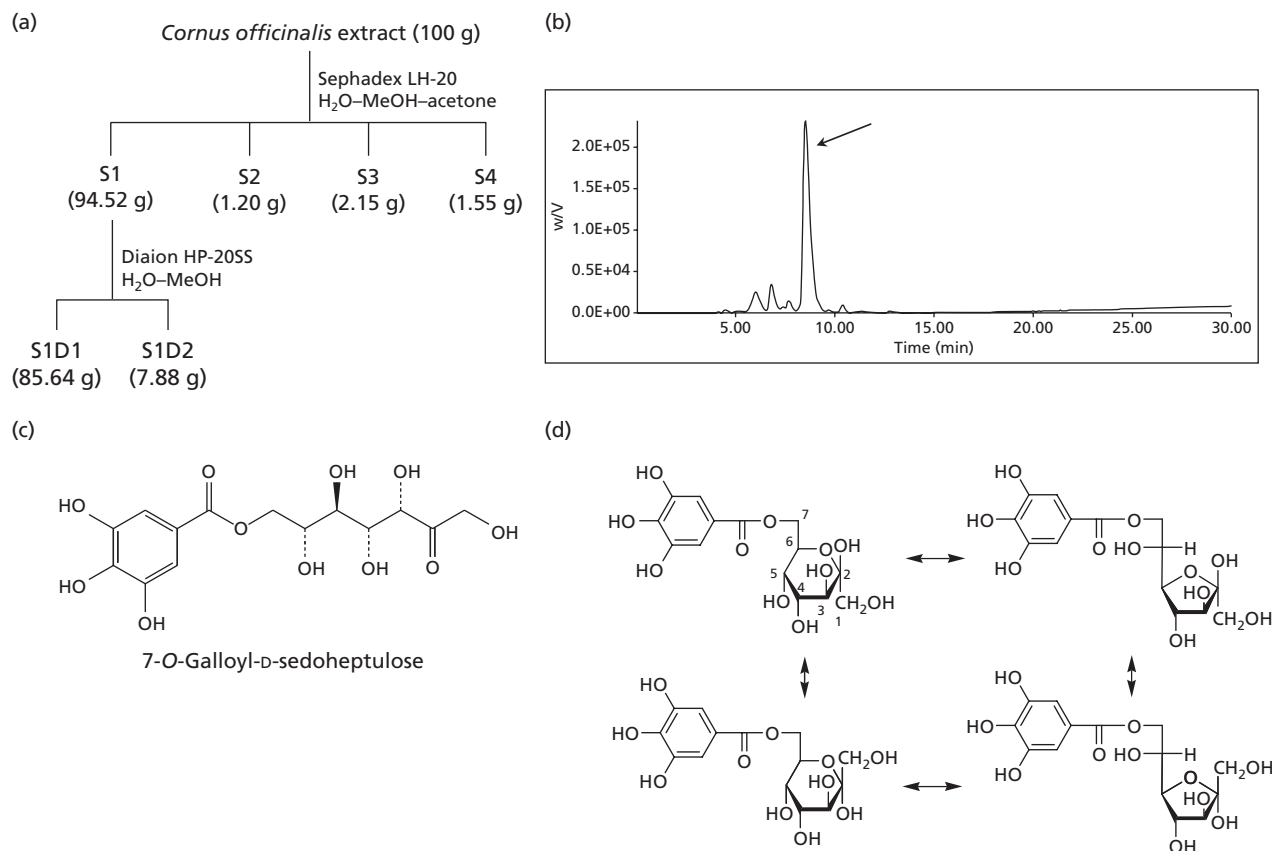 (a)
Cornus officinalis extract (100 g)
Sephadex LH-20
H₂O–MeOH–acetone
S1
(94.52 g)
S2
(1.20 g)
S3
(2.15 g)
S4
(1.55 g)
Diaion HP-20SS
H₂O–MeOH
S1D1
(85.64 g)
S1D2
(7.88 g)
(b)
w/V
2.0E+05
1.5E+05
1.0E+05
0.5E+04
0.0E+00
5.00
10.00
15.00
20.00
25.00
30.00
Time (min)
(c)
HO
HO
OH
O
O
OH
OH
OH
OH
O
OH
7-O-Galloyl-D-sedoheptulose
(d)
HO
HO
HO
O
O
7
6
5
4
3
2
1
O
OH
HO
HO
OH
CH₂OH
HO
HO
HO
O
O
HO
H
O
OH
HO
OH
CH₂OH
HO
HO
HO
O
O
O
CH₂OH
HO
HO
OH
OH
HO
HO
HO
O
O
HO
H
O
CH₂OH
HO
OH
OH